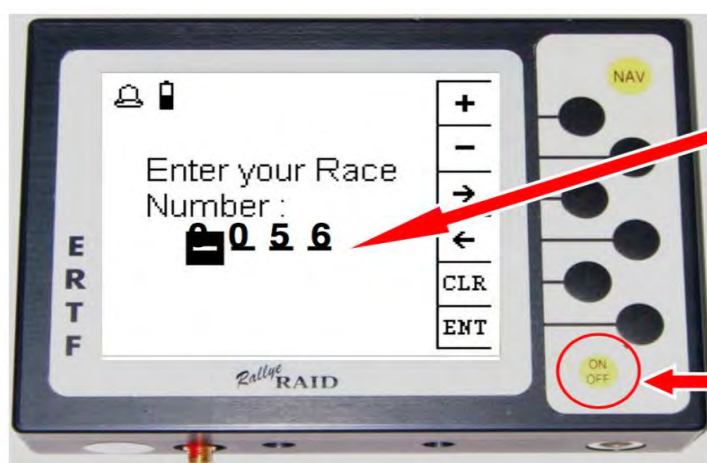 NAV
+
−
Enter your Race
→
Number :
0 0 5 6
←
CLR
ENT
E
R
T
F
Rallye RAID
ON
OFF